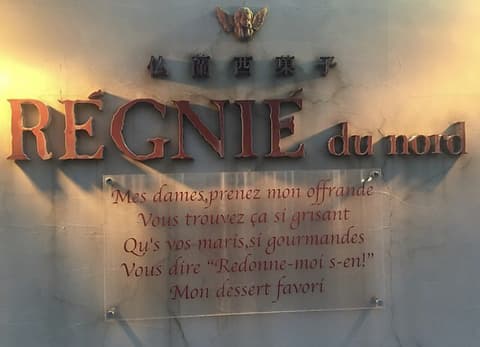 仏蘭西菓子
RÉGNIÉ du nord
Mes dames,prenez mon offrande
Vous trouvez ça si grisant
Qu's vos maris,si gourmandes
Vous dire "Redonne-moi s-en!"
Mon dessert favori